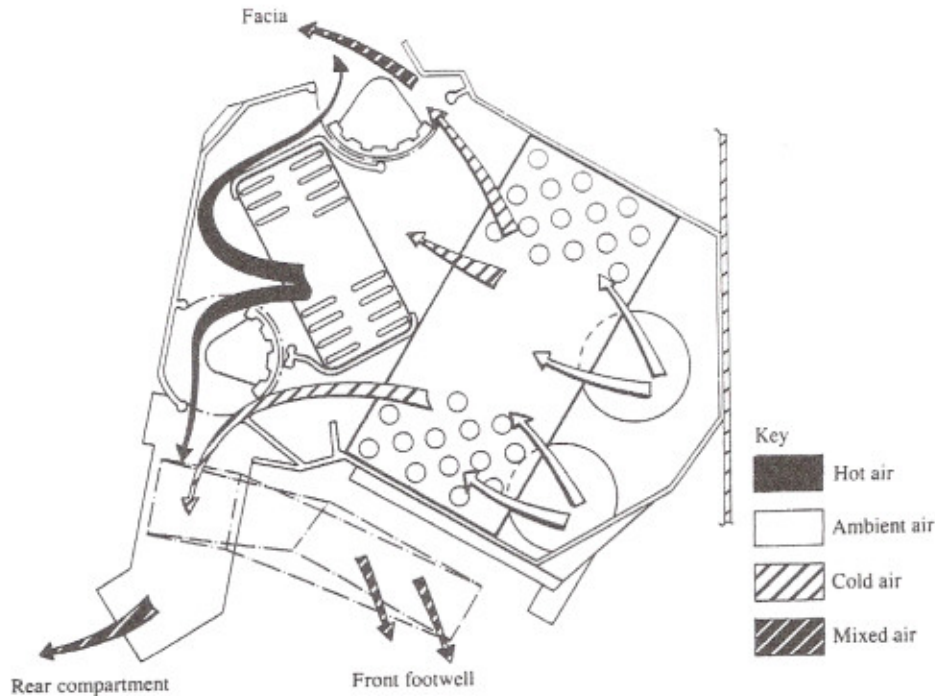 Facia
Key
Hot air
Ambient air
Cold air
Mixed air
Rear compartment
Front footwell